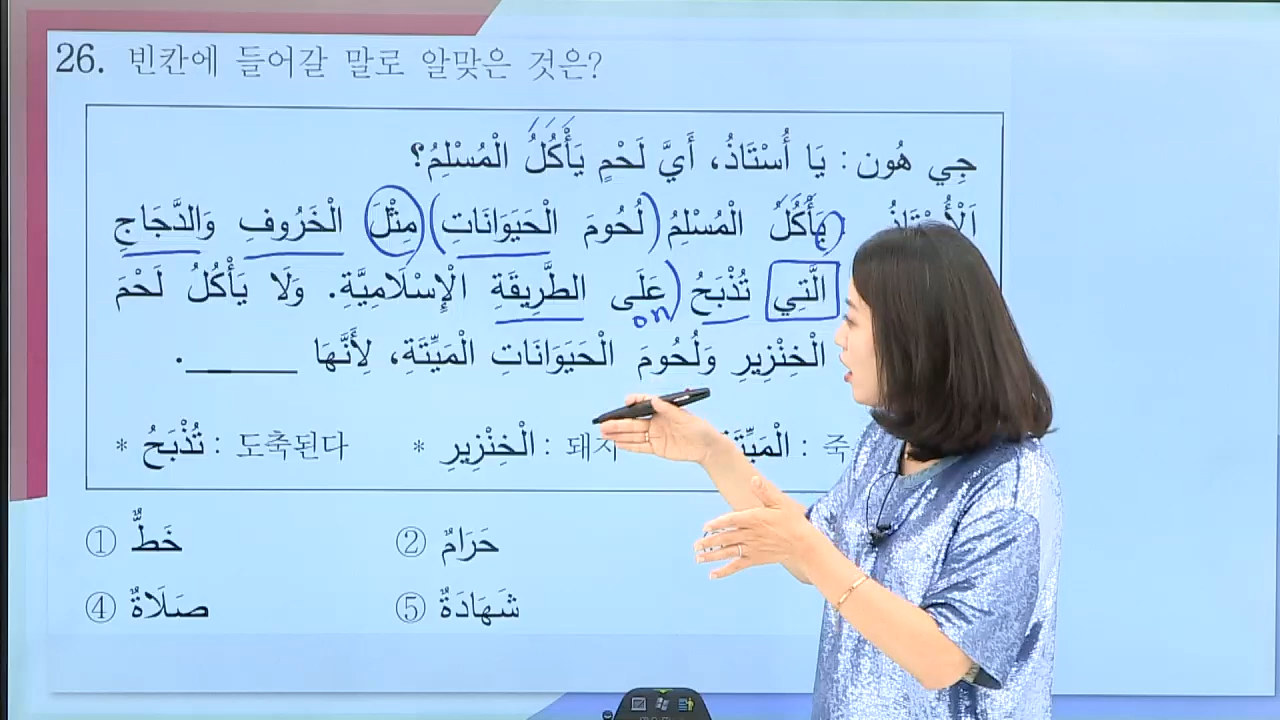 26. 빈칸에 들어갈 말로 알맞은 것은?
جِي هُون : يَا أُسْتَاذُ، أَيَّ لَحْمٍ يَأْكُلُ الْمُسْلِمُ؟
يَأْكُلُ الْمُسْلِمُ لُحُومَ الْحَيَوَانَاتِ مِثْلَ الْخَرُوفِ وَالدَّجَاجِ
الَّتِي تُذْبَحُ عَلَى الطَّرِيقَةِ الْإِسْلَامِيَّةِ. وَلَا يَأْكُلُ لَحْمَ
on
الْخِنْزِيرِ وَلُحُومَ الْحَيَوَانَاتِ الْمَيِّتَةِ، لِأَنَّهَا ______.
* تُذْبَحُ : 도축된다 * الْخِنْزِيرِ : 돼지 : 죽
① خَطٌّ ② حَرَامٌ
④ صَلَاةٌ ⑤ شَهَادَةٌ